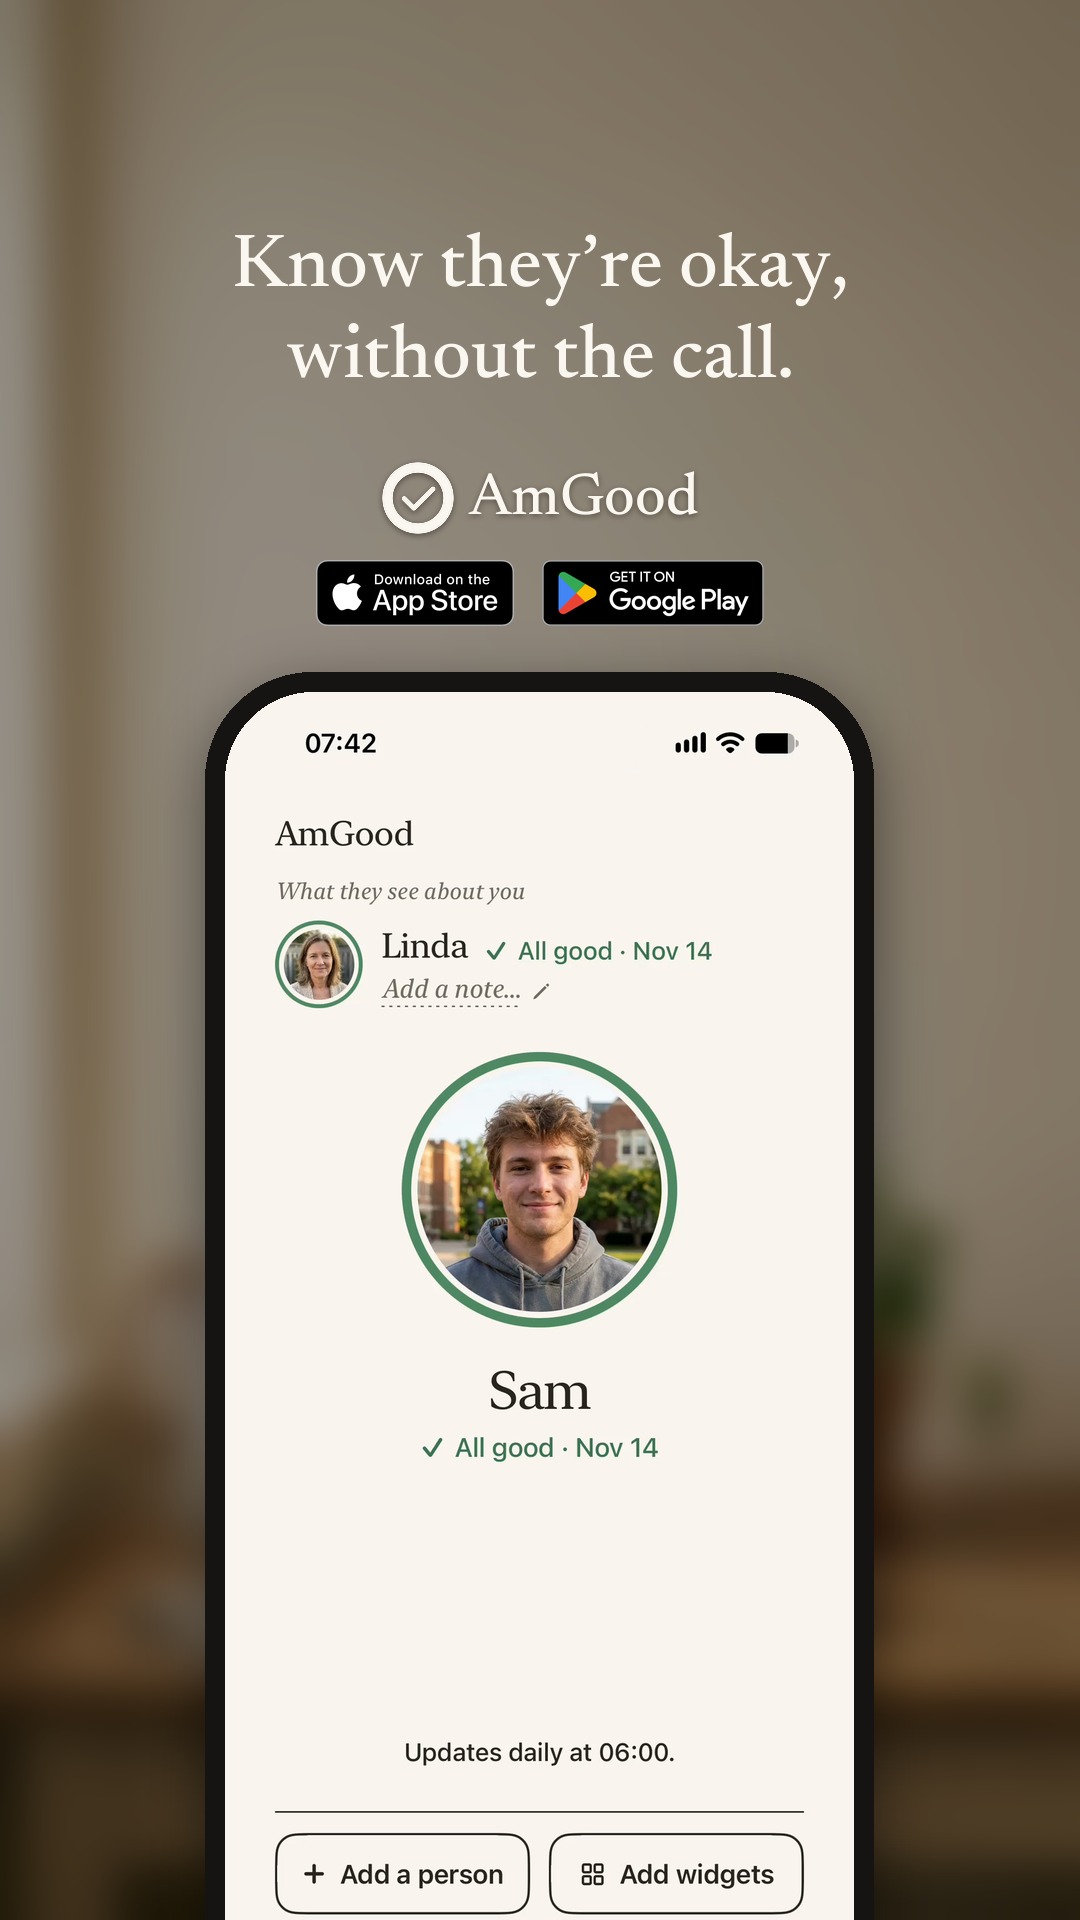 Know they’re okay,
without the call.
AmGood
Download on the
App Store
GET IT ON
Google Play
07:42
AmGood
What they see about you
Linda ✓ All good · Nov 14
Add a note...
Sam
✓ All good · Nov 14
Updates daily at 06:00.
+ Add a person
Add widgets